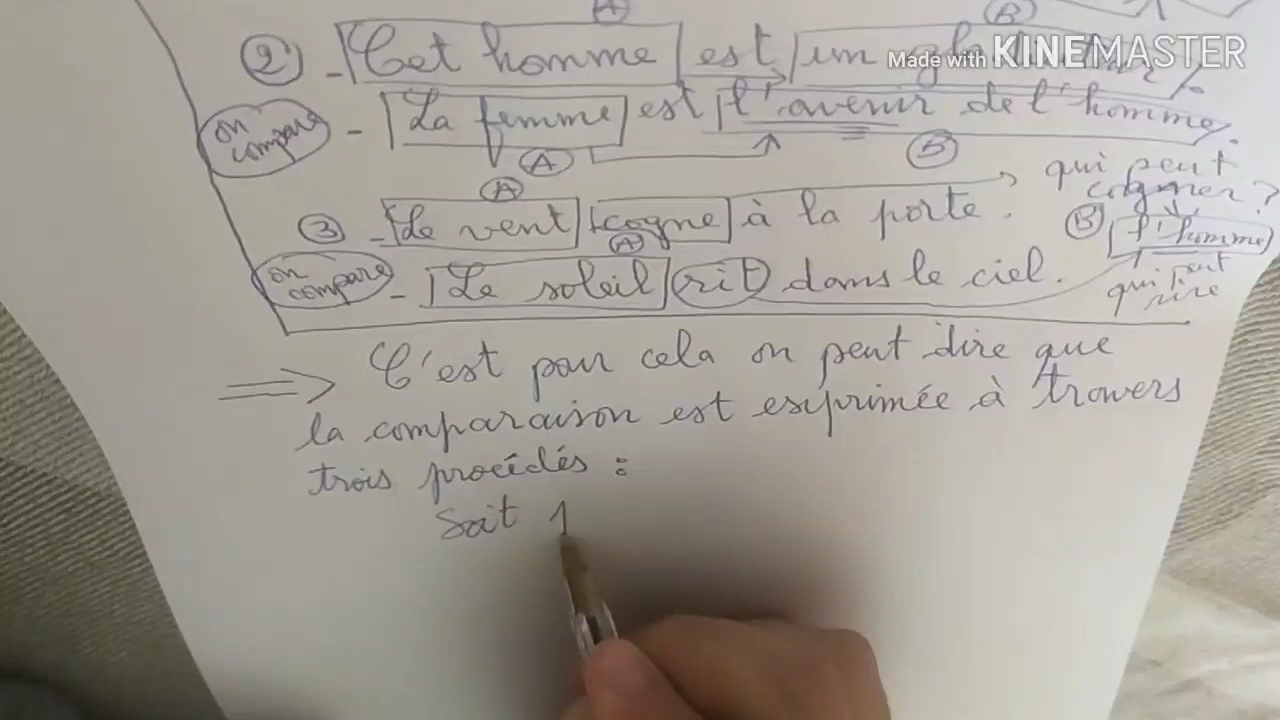 A B
Made with KINEMASTER
② - Cet homme est un
on compare - La femme est l'avenir de l'homme.
A B qui peut cogner ?
A
③ - Le vent cogne à la porte. B l'homme
A
on compare - Le soleil rit dans le ciel. qui peut rire
⇒ C'est pour cela on peut dire que
la comparaison est exprimée à travers
trois procédés :
Soit 1